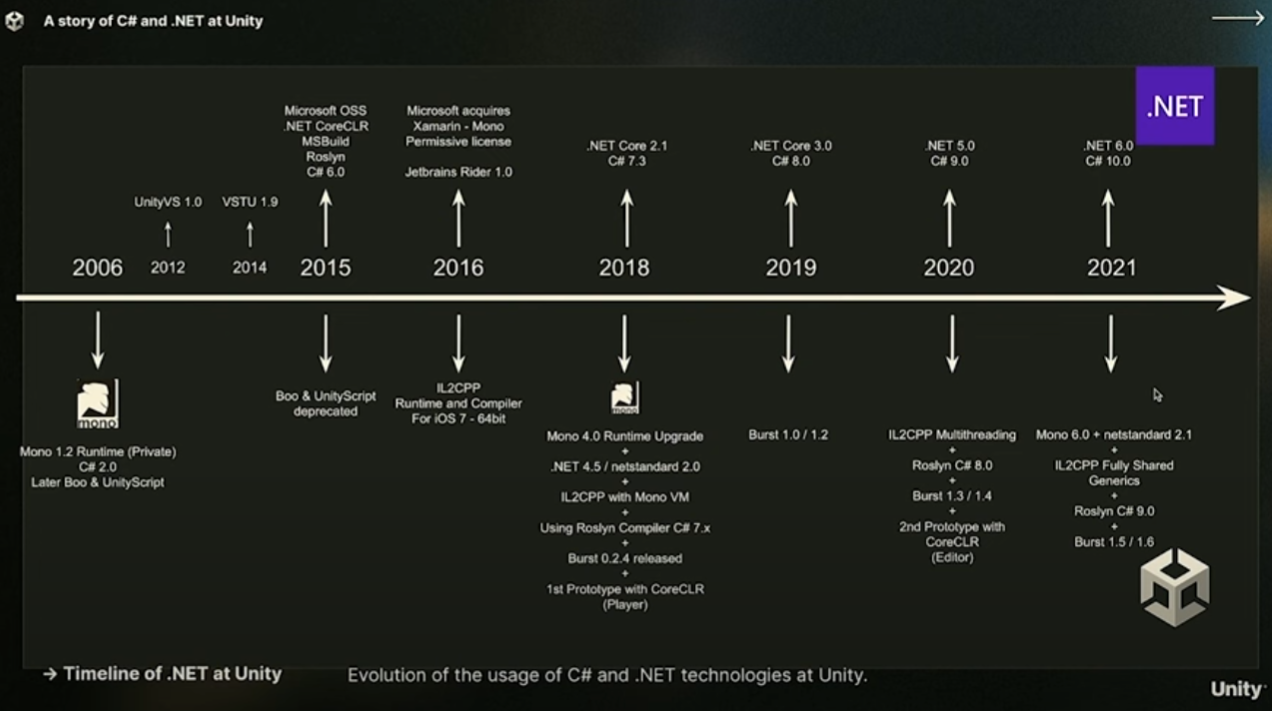 A story of C# and .NET at Unity
.NET
Microsoft OSS
.NET CoreCLR
MSBuild
Roslyn
C# 6.0
Microsoft acquires
Xamarin - Mono
Permissive license
Jetbrains Rider 1.0
.NET Core 2.1
C# 7.3
.NET Core 3.0
C# 8.0
.NET 5.0
C# 9.0
.NET 6.0
C# 10.0
UnityVS 1.0
VSTU 1.9
2006
2012
2014
2015
2016
2018
2019
2020
2021
mono
Mono 1.2 Runtime (Private)
C# 2.0
Later Boo & UnityScript
Boo & UnityScript
deprecated
IL2CPP
Runtime and Compiler
For iOS 7 - 64bit
mono
Mono 4.0 Runtime Upgrade
+
.NET 4.5 / netstandard 2.0
+
IL2CPP with Mono VM
+
Using Roslyn Compiler C# 7.x
+
Burst 0.2.4 released
+
1st Prototype with CoreCLR
(Player)
Burst 1.0 / 1.2
IL2CPP Multithreading
+
Roslyn C# 8.0
+
Burst 1.3 / 1.4
+
2nd Prototype with
CoreCLR
(Editor)
Mono 6.0 + netstandard 2.1
+
IL2CPP Fully Shared
Generics
+
Roslyn C# 9.0
+
Burst 1.5 / 1.6
→ Timeline of .NET at Unity
Evolution of the usage of C# and .NET technologies at Unity.
Unity